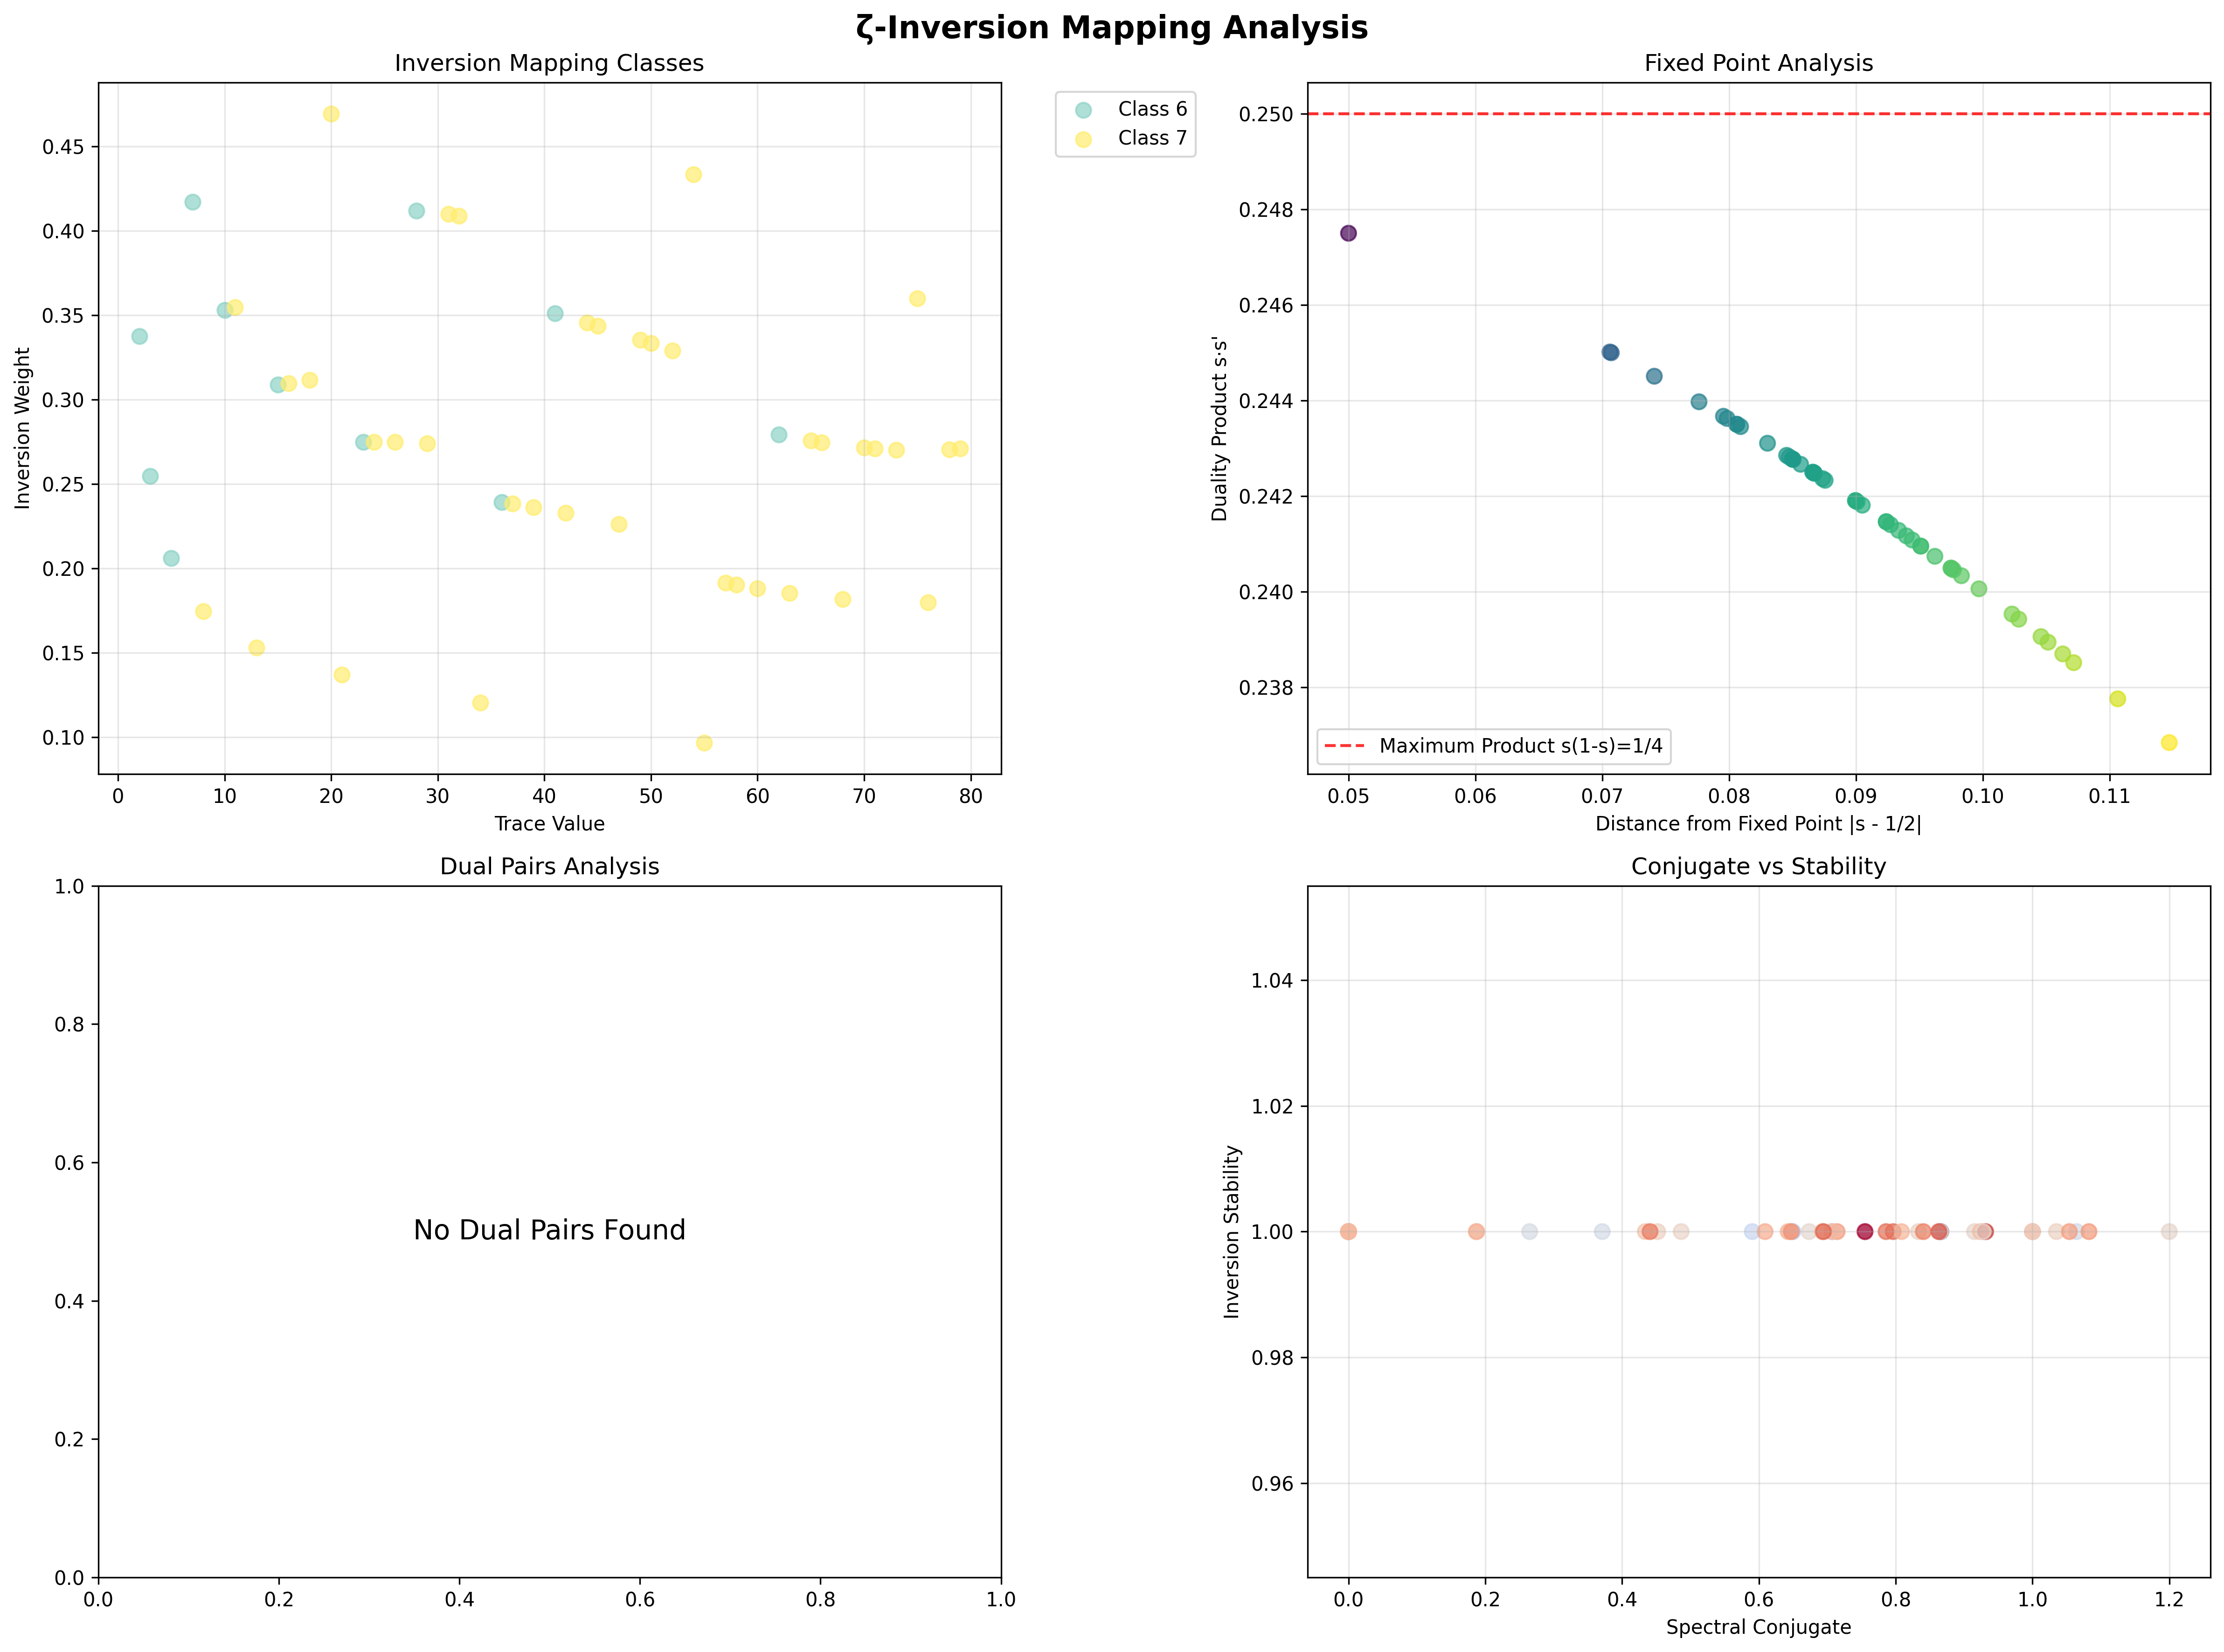 ζ-Inversion Mapping Analysis
Inversion Mapping Classes
Inversion Weight
0.45
0.40
0.35
0.30
0.25
0.20
0.15
0.10
0 10 20 30 40 50 60 70 80
Trace Value
Class 6
Class 7
Fixed Point Analysis
Duality Product s·s'
0.250
0.248
0.246
0.244
0.242
0.240
0.238
Maximum Product s(1-s)=1/4
0.05 0.06 0.07 0.08 0.09 0.10 0.11
Distance from Fixed Point |s - 1/2|
Dual Pairs Analysis
1.0
0.8
0.6
0.4
0.2
0.0
No Dual Pairs Found
0.0 0.2 0.4 0.6 0.8 1.0
Conjugate vs Stability
Inversion Stability
1.04
1.02
1.00
0.98
0.96
0.0 0.2 0.4 0.6 0.8 1.0 1.2
Spectral Conjugate